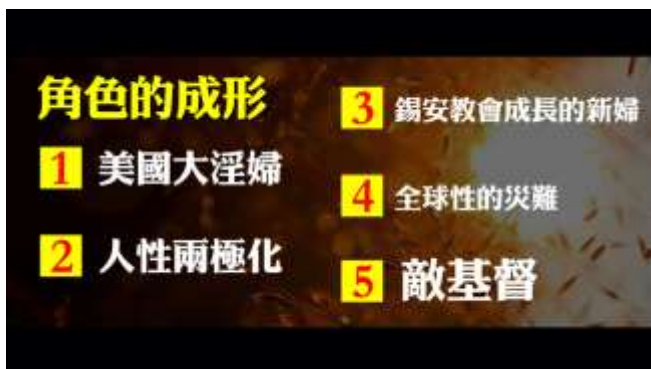 角色的成形
1 美國大淫婦
2 人性兩極化
3 錫安教會成長的新婦
4 全球性的災難
5 敵基督